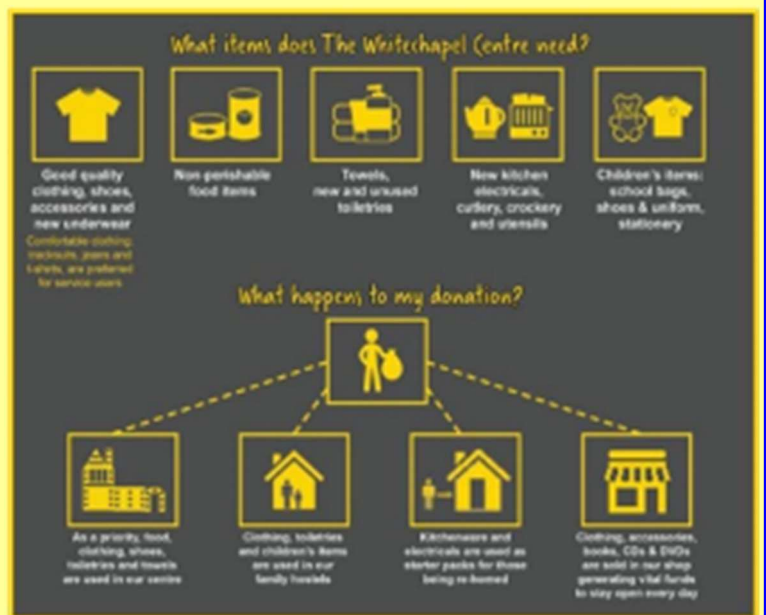 What items does The Whitechapel Centre need?
Good quality
clothing, shoes,
accessories and
new underwear
Comfortable clothing:
tracksuits, jeans and
t-shirts, are preferred
for service users
Non perishable
food items
Towels,
new and unused
toiletries
New kitchen
electricals,
cutlery, crockery
and utensils
Children's items:
school bags,
shoes & uniform,
stationery
What happens to my donation?
As a priority, food,
clothing, shoes,
toiletries and towels
are used in our centre
Clothing, toiletries
and children's items
are used in our
family hostels
Kitchenware and
electricals are used as
starter packs for those
being re-homed
Clothing, accessories,
books, CDs & DVDs
are sold in our shop
generating vital funds
to stay open every day